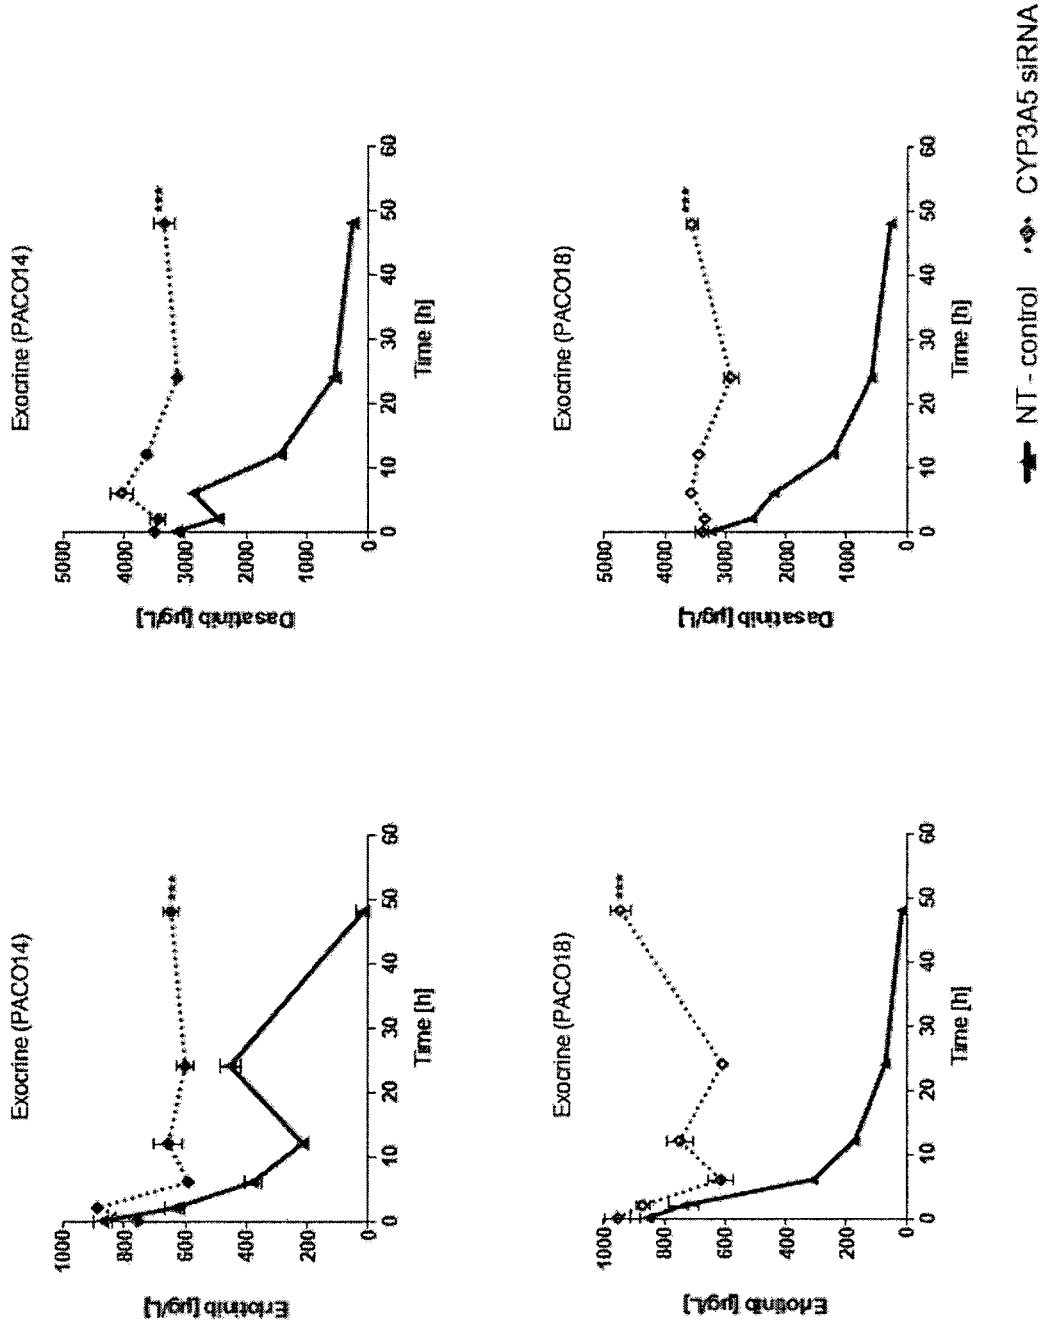 Exocrine (PACO14)
Erlotinib [µg/L]
1000
800
600
400
200
0
0 10 20 30 40 50 60
***
Time [h]
Exocrine (PACO14)
Dasatinib [µg/L]
5000
4000
3000
2000
1000
0
0 10 20 30 40 50 60
***
Time [h]
Exocrine (PACO18)
Erlotinib [µg/L]
1000
800
600
400
200
0
0 10 20 30 40 50 60
***
Time [h]
Exocrine (PACO18)
Dasatinib [µg/L]
5000
4000
3000
2000
1000
0
0 10 20 30 40 50 60
***
Time [h]
NT - control
CYP3A5 siRNA